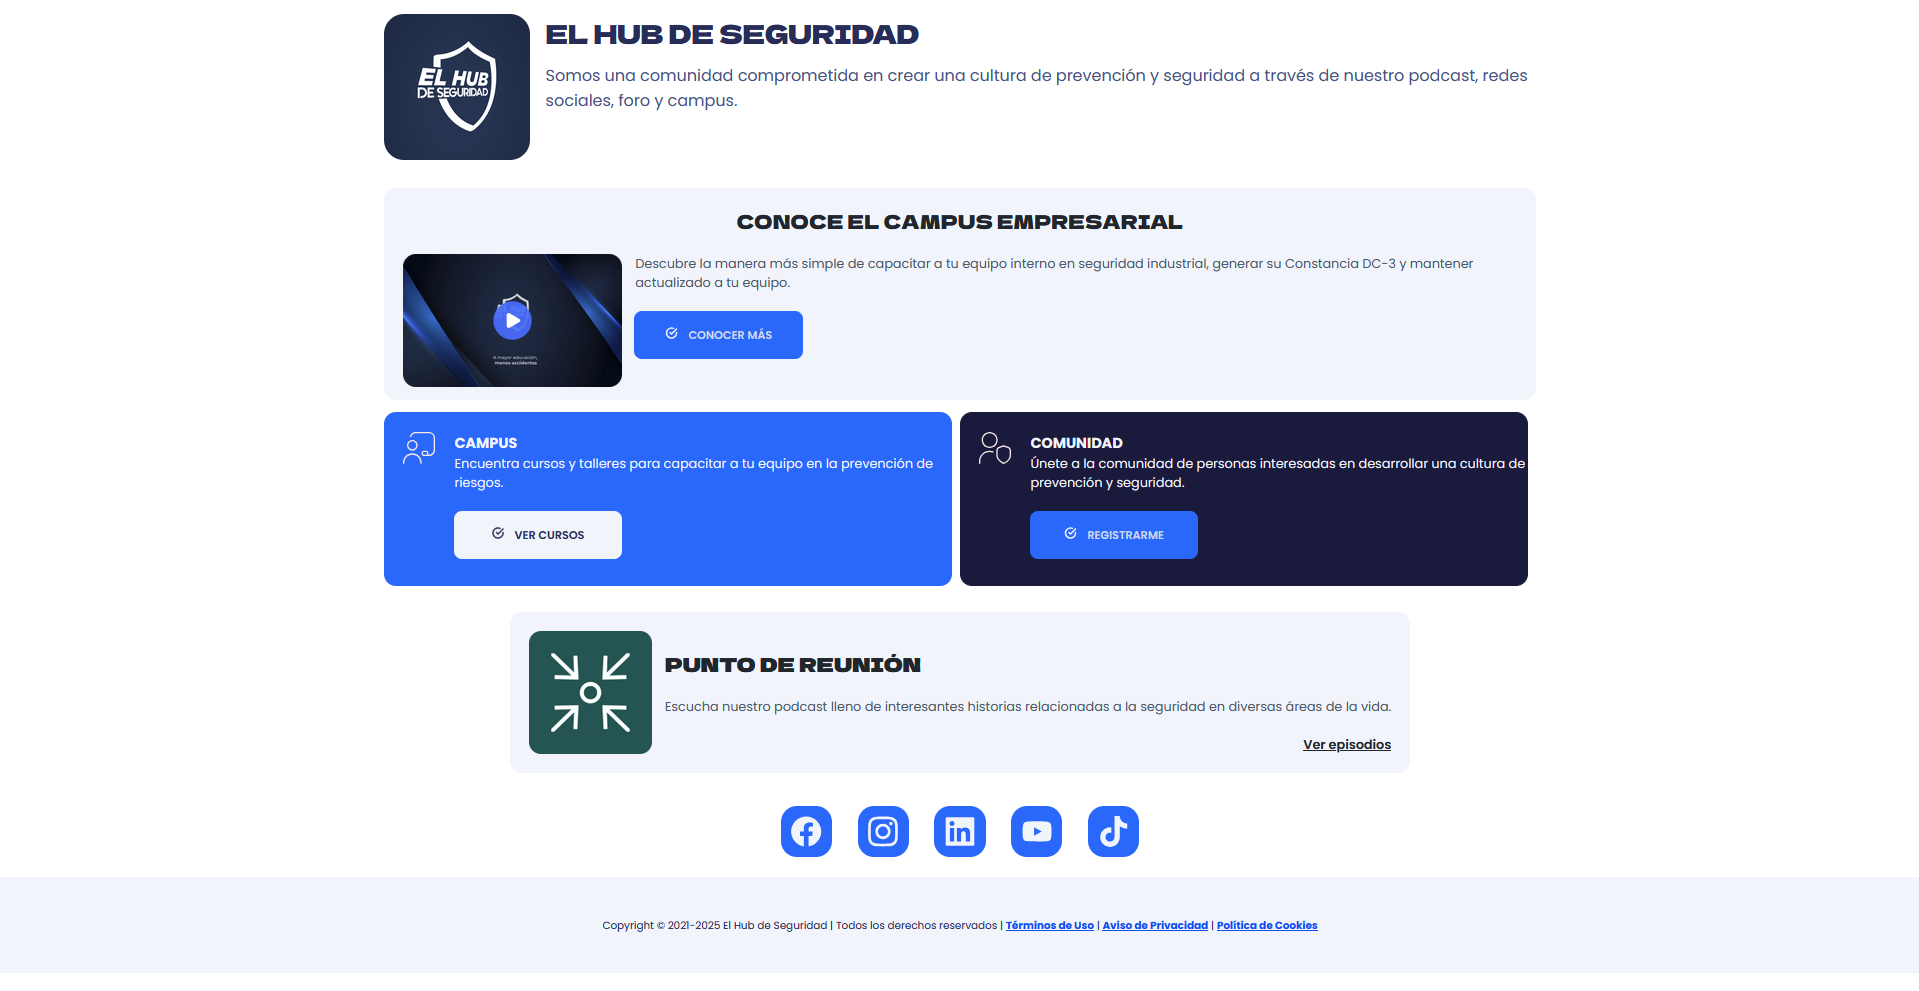 EL HUB
DE SEGURIDAD
EL HUB DE SEGURIDAD
Somos una comunidad comprometida en crear una cultura de prevención y seguridad a través de nuestro podcast, redes
sociales, foro y campus.
CONOCE EL CAMPUS EMPRESARIAL
A mayor educación,
menos accidentes
Descubre la manera más simple de capacitar a tu equipo interno en seguridad industrial, generar su Constancia DC-3 y mantener
actualizado a tu equipo.
CONOCER MÁS
CAMPUS
Encuentra cursos y talleres para capacitar a tu equipo en la prevención de
riesgos.
VER CURSOS
COMUNIDAD
Únete a la comunidad de personas interesadas en desarrollar una cultura de
prevención y seguridad.
REGISTRARME
PUNTO DE REUNIÓN
Escucha nuestro podcast lleno de interesantes historias relacionadas a la seguridad en diversas áreas de la vida.
Ver episodios
Copyright © 2021-2025 El Hub de Seguridad | Todos los derechos reservados | Términos de Uso | Aviso de Privacidad | Política de Cookies